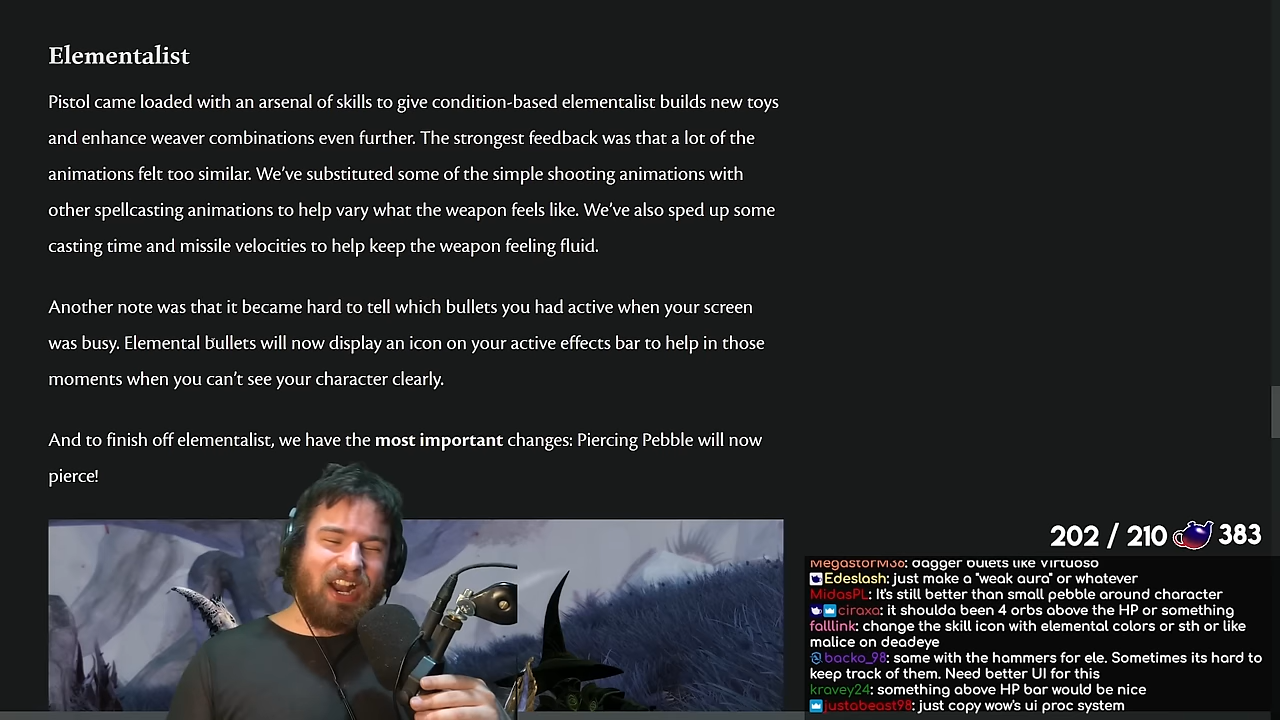 Elementalist
Pistol came loaded with an arsenal of skills to give condition-based elementalist builds new toys
and enhance weaver combinations even further. The strongest feedback was that a lot of the
animations felt too similar. We’ve substituted some of the simple shooting animations with
other spellcasting animations to help vary what the weapon feels like. We’ve also sped up some
casting time and missile velocities to help keep the weapon feeling fluid.
Another note was that it became hard to tell which bullets you had active when your screen
was busy. Elemental bullets will now display an icon on your active effects bar to help in those
moments when you can’t see your character clearly.
And to finish off elementalist, we have the most important changes: Piercing Pebble will now
pierce!
202 / 210 383
MegastorM38: dagger bullets like Virtuoso
Edeslash: just make a "weak aura" or whatever
MidasPL: It's still better than small pebble around character
ciraxa: it shoulda been 4 orbs above the HP or something
falllink: change the skill icon with elemental colors or sth or like
malice on deadeye
backo_98: same with the hammers for ele. Sometimes its hard to
keep track of them. Need better UI for this
kravey24: something above HP bar would be nice
justabeast98: just copy wow's ui proc system